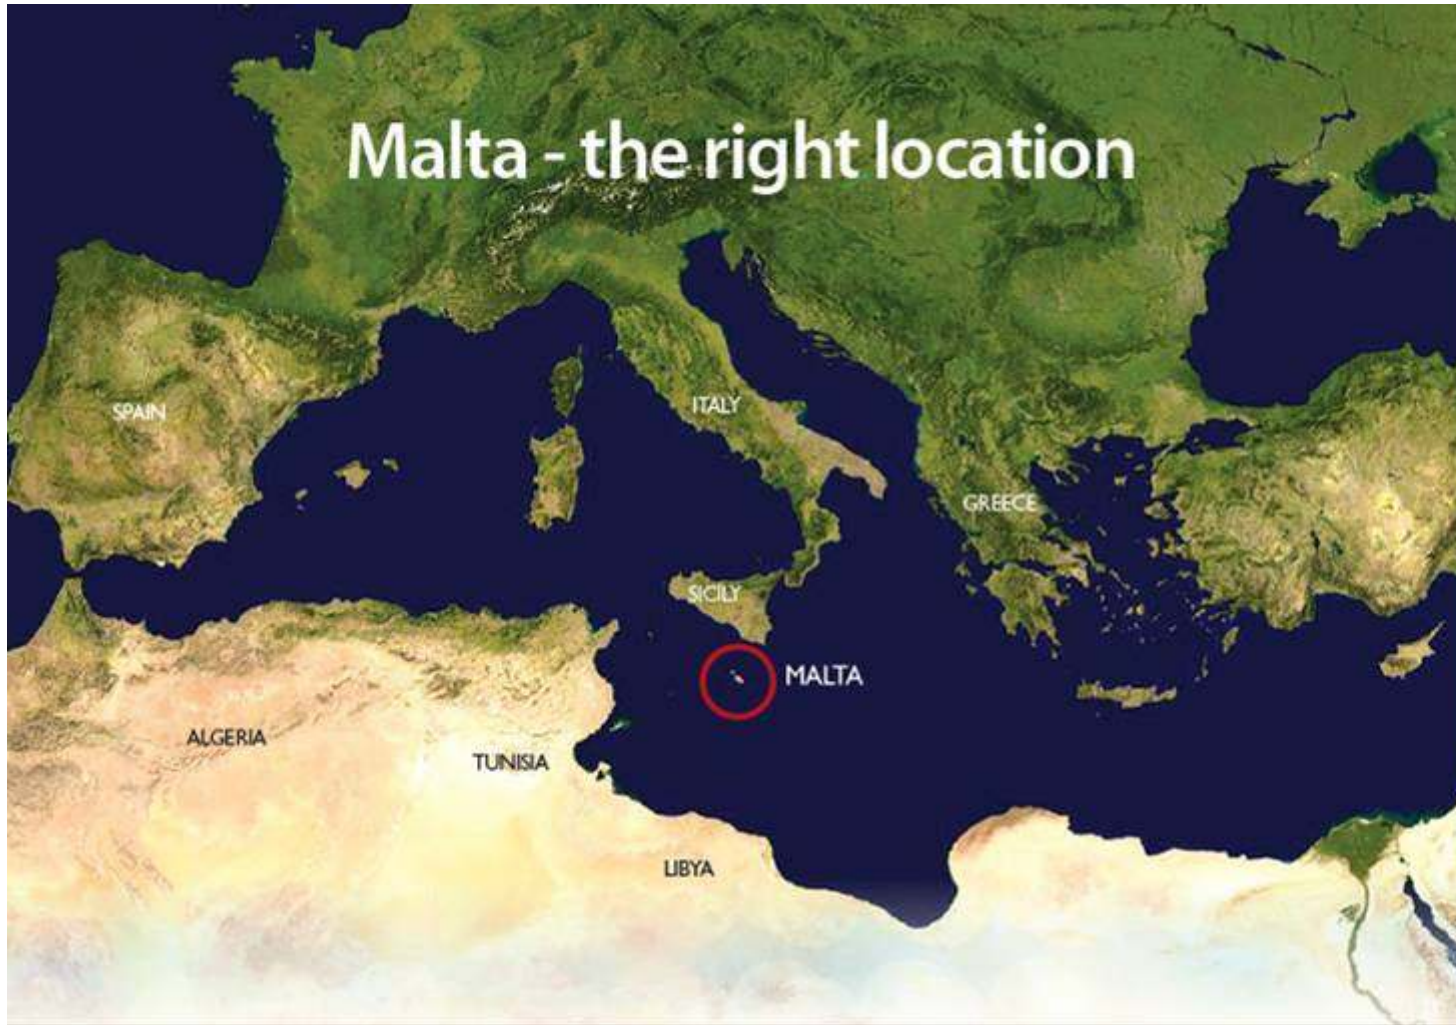 Malta - the right location
SPAIN
ITALY
GREECE
SICILY
MALTA
ALGERIA
TUNISIA
LIBYA